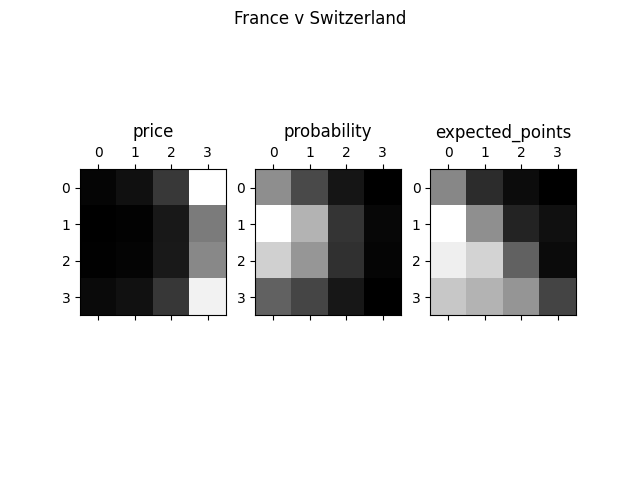 France v Switzerland
price probability expected_points
0 1 2 3 0 1 2 3 0 1 2 3
0 0 0
1 1 1
2 2 2
3 3 3